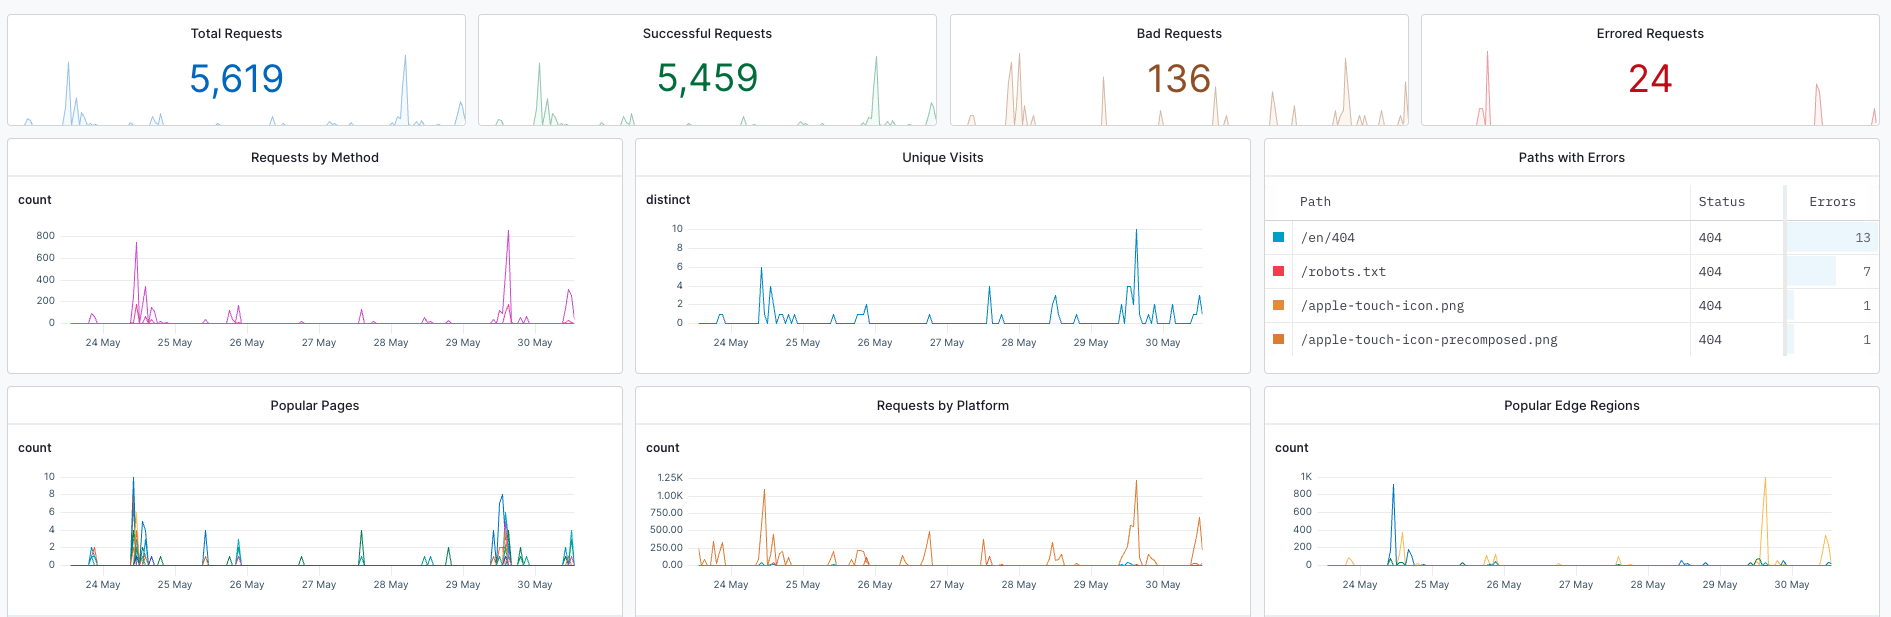 Total Requests
5,619
Successful Requests
5,459
Bad Requests
136
Errored Requests
24
Requests by Method
count
800
600
400
200
0
24 May 25 May 26 May 27 May 28 May 29 May 30 May
Unique Visits
distinct
10
8
6
4
2
0
24 May 25 May 26 May 27 May 28 May 29 May 30 May
Paths with Errors
Path Status Errors
/en/404 404 13
/robots.txt 404 7
/apple-touch-icon.png 404 1
/apple-touch-icon-precomposed.png 404 1
Popular Pages
count
10
8
6
4
2
0
24 May 25 May 26 May 27 May 28 May 29 May 30 May
Requests by Platform
count
1.25K
1.00K
750.00
500.00
250.00
0.00
24 May 25 May 26 May 27 May 28 May 29 May 30 May
Popular Edge Regions
count
1K
800
600
400
200
0
24 May 25 May 26 May 27 May 28 May 29 May 30 May